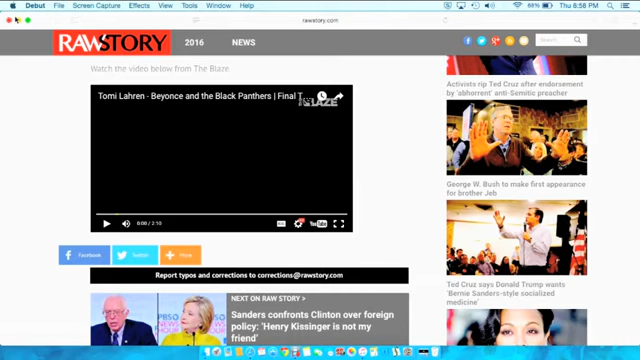 Debut File Screen Capture Effects View Tools Window Help
66% Thu 8:58 PM
rawstory.com
RAWSTORY 2016 NEWS
Search
Watch the video below from The Blaze.
Tomi Lahren - Beyonce and the Black Panthers | Final T...
BLAZE
0:00 / 2:10
YouTube
Facebook
Twitter
More
Report typos and corrections to corrections@rawstory.com
NEXT ON RAW STORY >
Sanders confronts Clinton over foreign
policy: 'Henry Kissinger is not my
friend'
PBSO
NEWS
HOUR
Activists rip Ted Cruz after endorsement
by 'abhorrent' anti-Semitic preacher
George W. Bush to make first appearance
for brother Jeb
Ted Cruz says Donald Trump wants
'Bernie Sanders-style socialized
medicine'